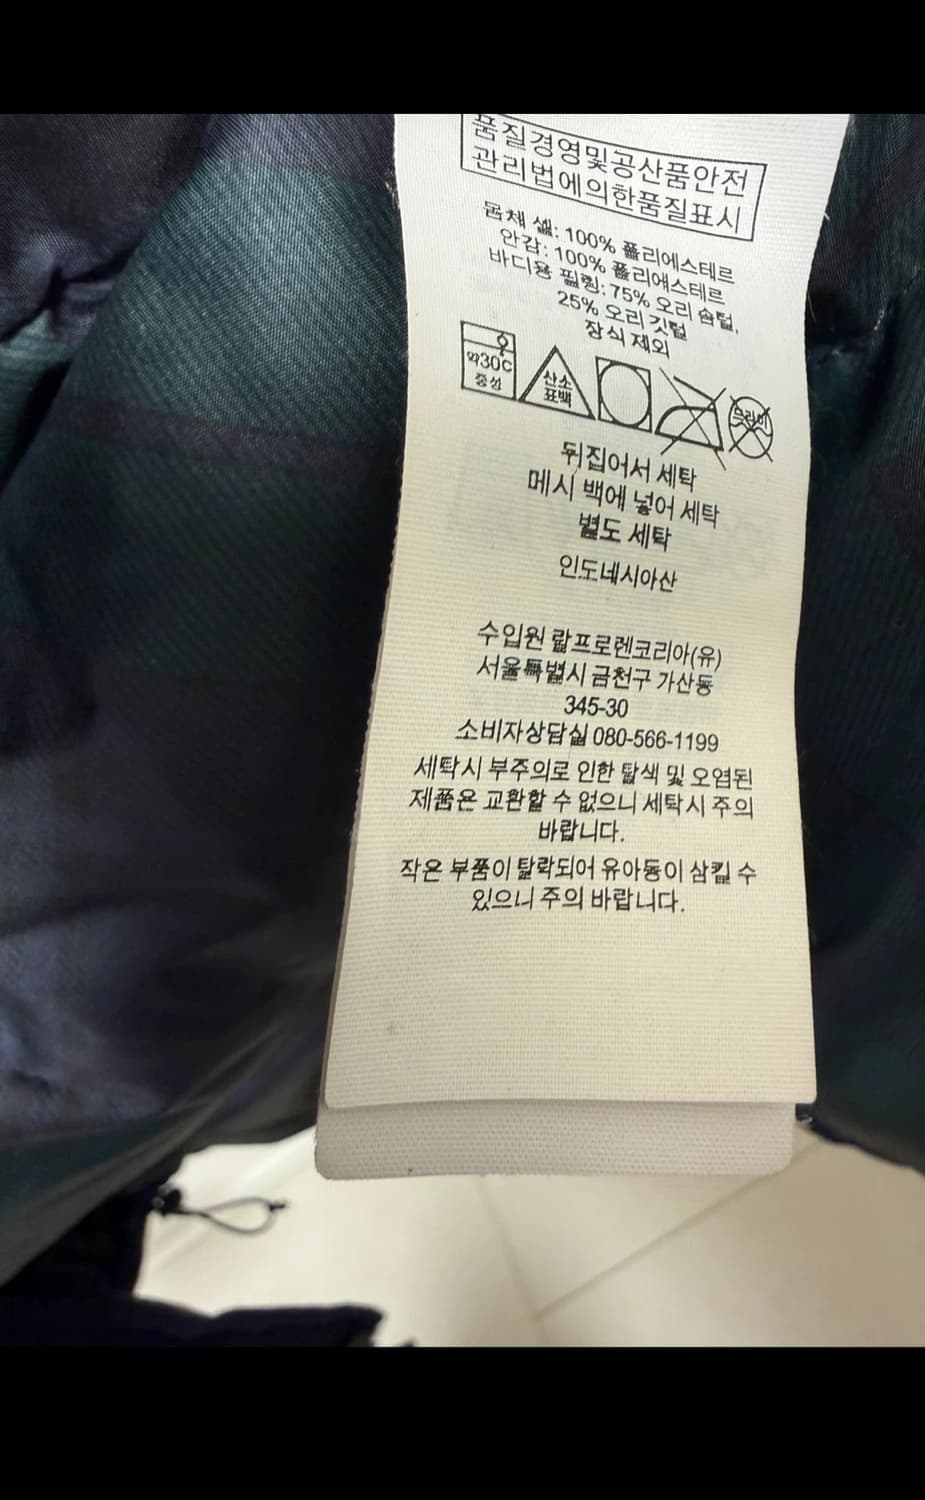 품질경영및공산품안전
관리법에의한품질표시
몸체 쉘: 100% 폴리에스테르
안감: 100% 폴리에스테르
바디용 필링: 75% 오리 솜털,
25% 오리 깃털
장식 제외
약30C
중성
산소
표백
드라이
뒤집어서 세탁
메시 백에 넣어 세탁
별도 세탁
인도네시아산
수입원 랄프로렌코리아(유)
서울특별시 금천구 가산동
345-30
소비자상담실 080-566-1199
세탁시 부주의로 인한 탈색 및 오염된
제품은 교환할 수 없으니 세탁시 주의
바랍니다.
작은 부품이 탈락되어 유아동이 삼킬 수
있으니 주의 바랍니다.